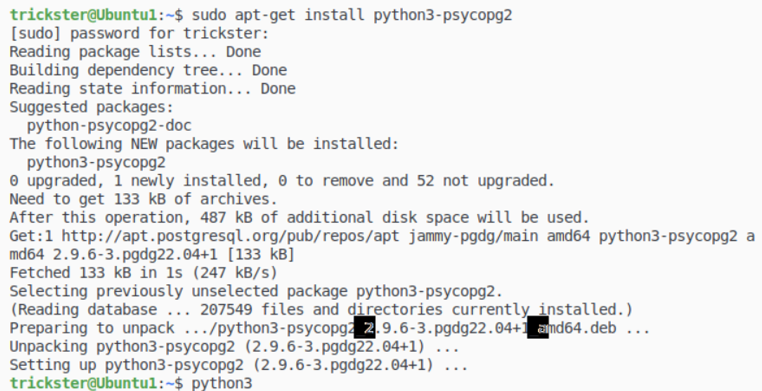 trickster@Ubuntu1:~$ sudo apt-get install python3-psycopg2
[sudo] password for trickster:
Reading package lists... Done
Building dependency tree... Done
Reading state information... Done
Suggested packages:
  python-psycopg2-doc
The following NEW packages will be installed:
  python3-psycopg2
0 upgraded, 1 newly installed, 0 to remove and 52 not upgraded.
Need to get 133 kB of archives.
After this operation, 487 kB of additional disk space will be used.
Get:1 http://apt.postgresql.org/pub/repos/apt jammy-pgdg/main amd64 python3-psycopg2 a
md64 2.9.6-3.pgdg22.04+1 [133 kB]
Fetched 133 kB in 1s (247 kB/s)
Selecting previously unselected package python3-psycopg2.
(Reading database ... 207549 files and directories currently installed.)
Preparing to unpack .../python3-psycopg2 2.9.6-3.pgdg22.04+1 amd64.deb ...
Unpacking python3-psycopg2 (2.9.6-3.pgdg22.04+1) ...
Setting up python3-psycopg2 (2.9.6-3.pgdg22.04+1) ...
trickster@Ubuntu1:~$ python3